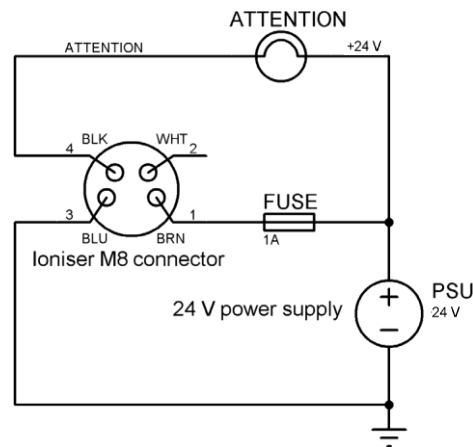 ATTENTION
ATTENTION
+24 V
BLK
WHT
4
2
FUSE
3
1
BLU
BRN
1A
Ioniser M8 connector
PSU
24 V power supply
24 V